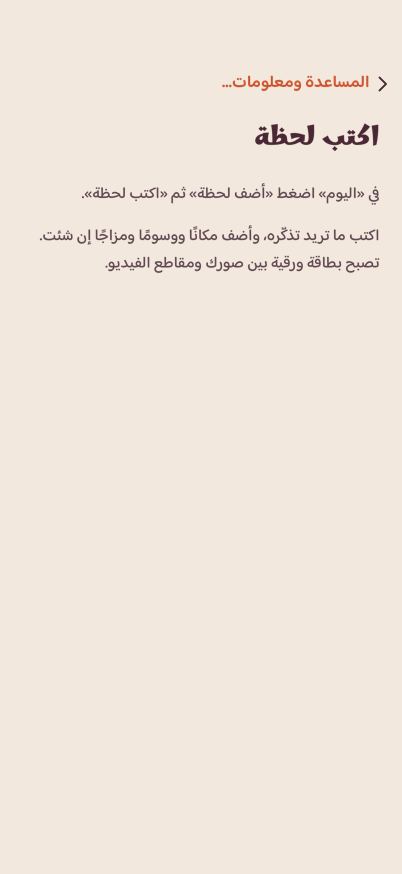 المساعدة ومعلومات...
اكتب لحظة
في «اليوم» اضغط «أضف لحظة» ثم «اكتب لحظة».
اكتب ما تريد تذكّره، وأضف مكانًا ووسومًا ومزاجًا إن شئت.
تصبح بطاقة ورقية بين صورك ومقاطع الفيديو.